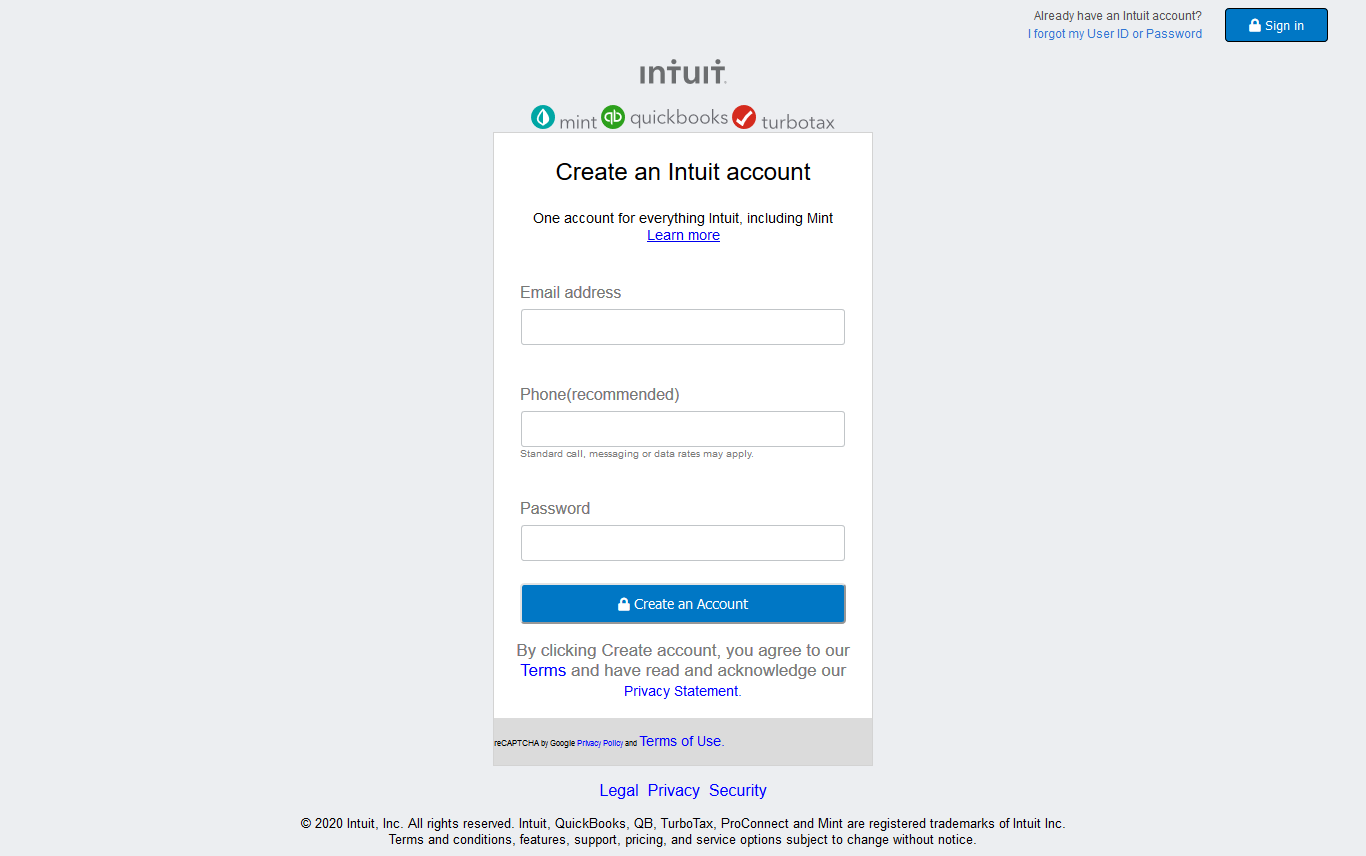 Already have an Intuit account?
I forgot my User ID or Password
Sign in
INTUIT
mint quickbooks turbotax
Create an Intuit account
One account for everything Intuit, including Mint
Learn more
Email address
Phone(recommended)
Standard call, messaging or data rates may apply.
Password
Create an Account
By clicking Create account, you agree to our
Terms and have read and acknowledge our
Privacy Statement.
reCAPTCHA by Google Privacy Policy and Terms of Use.
Legal Privacy Security
© 2020 Intuit, Inc. All rights reserved. Intuit, QuickBooks, QB, TurboTax, ProConnect and Mint are registered trademarks of Intuit Inc.
Terms and conditions, features, support, pricing, and service options subject to change without notice.